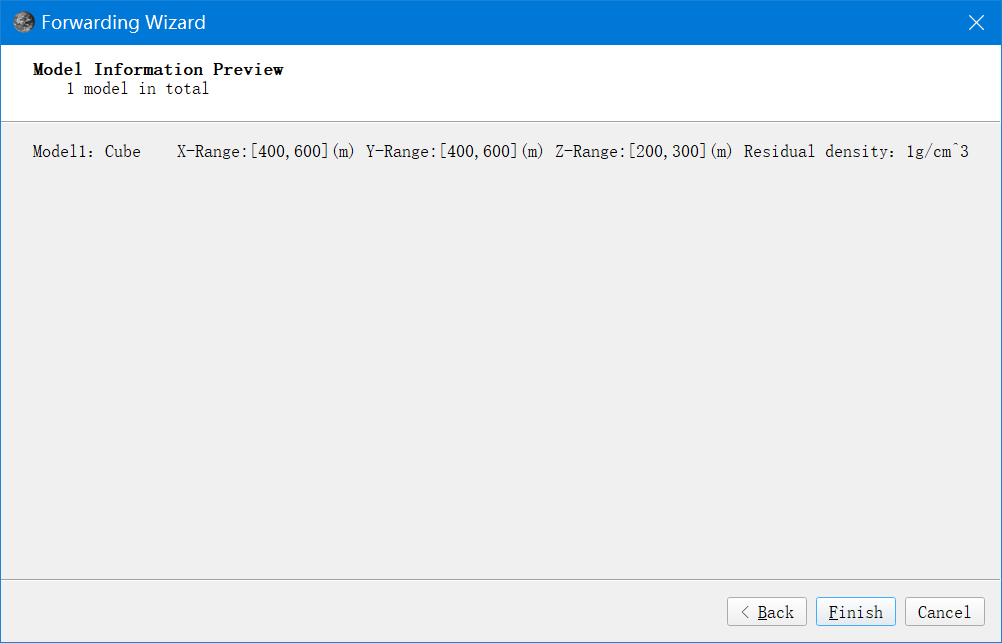 Forwarding Wizard
Model Information Preview
1 model in total
Model1: Cube X-Range:[400,600](m) Y-Range:[400,600](m) Z-Range:[200,300](m) Residual density: 1g/cm^3
< Back Finish Cancel